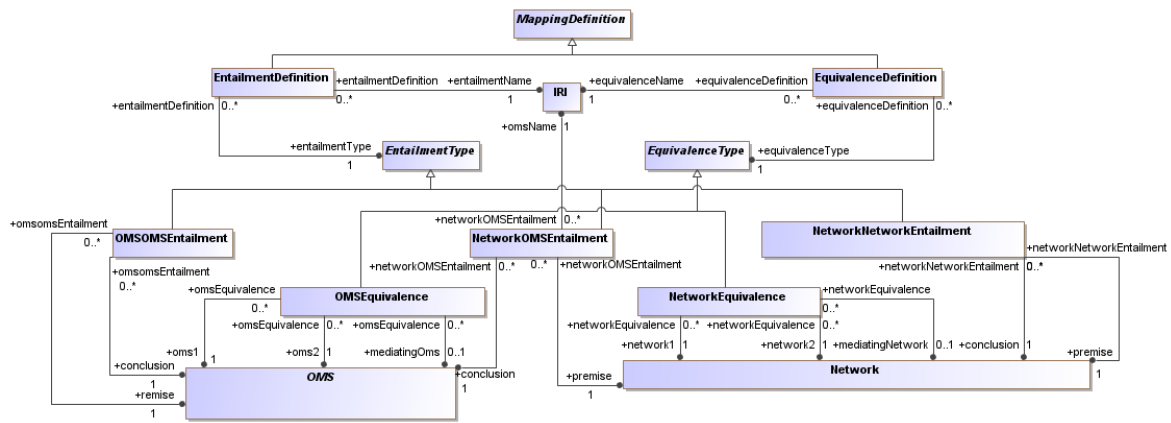 MappingDefinition
EntailmentDefinition
EquivalenceDefinition
+entailmentDefinition
+entailmentName
+equivalenceName
+equivalenceDefinition
+entailmentDefinition
0..*
0..*
1
IRI
1
0..*
+equivalenceDefinition
0..*
+omsName
1
+entailmentType
1
EntailmentType
EquivalenceType
+equivalenceType
1
+omsomsEntailment
0..*
OMSOMSEntailment
+networkOMSEntailment
0..*
NetworkOMSEntailment
NetworkNetworkEntailment
+networkNetworkEntailment
+omsomsEntailment
0..*
+networkOMSEntailment
0..*
0..*
+networkOMSEntailment
+networkNetworkEntailment
0..*
0..*
+omsEquivalence
0..*
OMSEquivalence
NetworkEquivalence
+networkEquivalence
0..*
+omsEquivalence
0..*
+omsEquivalence
0..*
+networkEquivalence
0..*
+networkEquivalence
0..*
+oms1
1
+oms2
1
+mediatingOms
0..1
+network1
1
+network2
1
+mediatingNetwork
0..1
+conclusion
1
+premise
1
+conclusion
1
+remise
1
OMS
+conclusion
1
+premise
1
Network